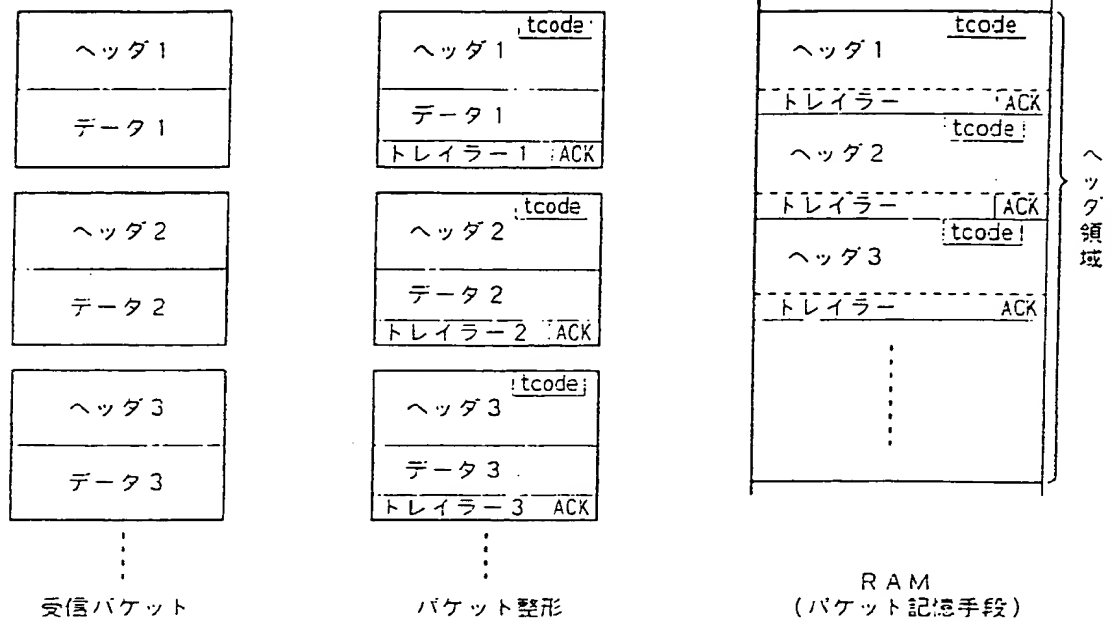 ヘッダ1
データ1
ヘッダ2
データ2
ヘッダ3
データ3
受信パケット
tcode
ヘッダ1
データ1
トレイラー1 ACK
tcode
ヘッダ2
データ2
トレイラー2 ACK
tcode
ヘッダ3
データ3
トレイラー3 ACK
パケット整形
tcode
ヘッダ1
トレイラー ACK
tcode
ヘッダ2
トレイラー ACK
tcode
ヘッダ3
トレイラー ACK
ヘッダ領域
RAM
(パケット記憶手段)